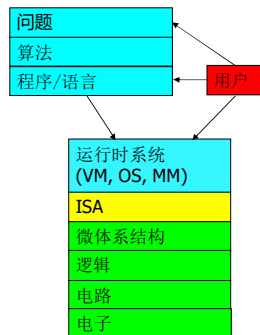 问题
算法
程序/语言
用户
运行时系统
(VM, OS, MM)
ISA
微体系结构
逻辑
电路
电子